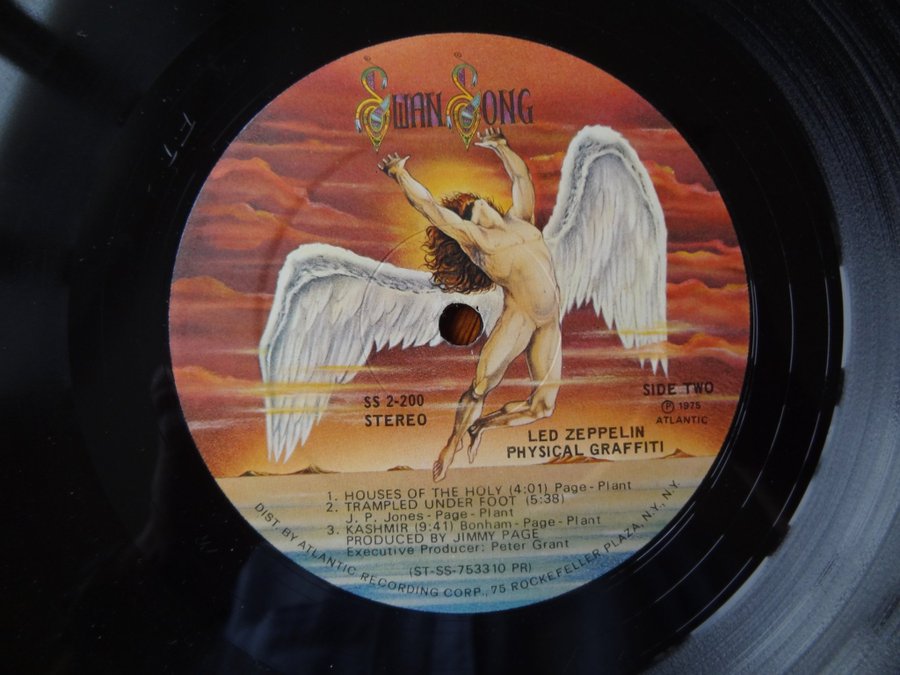 SWAN SONG
SS 2-200
STEREO
SIDE TWO
Ⓟ 1975
ATLANTIC
LED ZEPPELIN
PHYSICAL GRAFFITI
1. HOUSES OF THE HOLY (4:01) Page-Plant
2. TRAMPLED UNDER FOOT (5:38)
J. P. Jones-Page-Plant
3. KASHMIR (9:41) Bonham-Page-Plant
PRODUCED BY JIMMY PAGE
Executive Producer: Peter Grant
(ST-SS-753310 PR)
DIST. BY ATLANTIC RECORDING CORP., 75 ROCKEFELLER PLAZA, N.Y., N.Y.